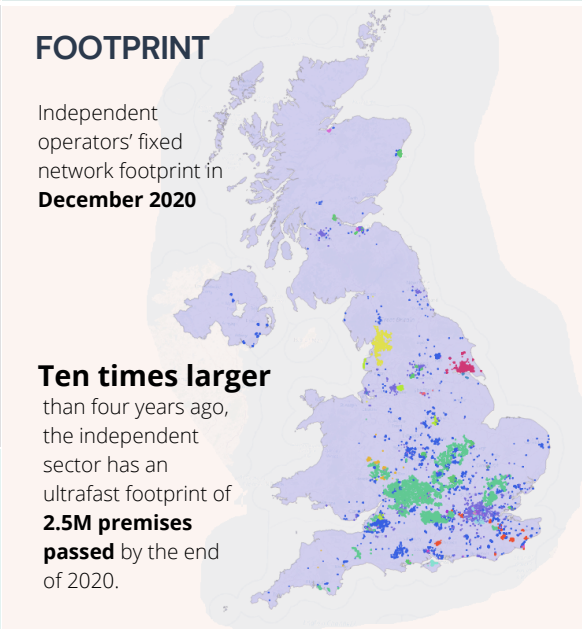 FOOTPRINT
Independent
operators’ fixed
network footprint in
December 2020
Ten times larger
than four years ago,
the independent
sector has an
ultrafast footprint of
2.5M premises
passed by the end
of 2020.